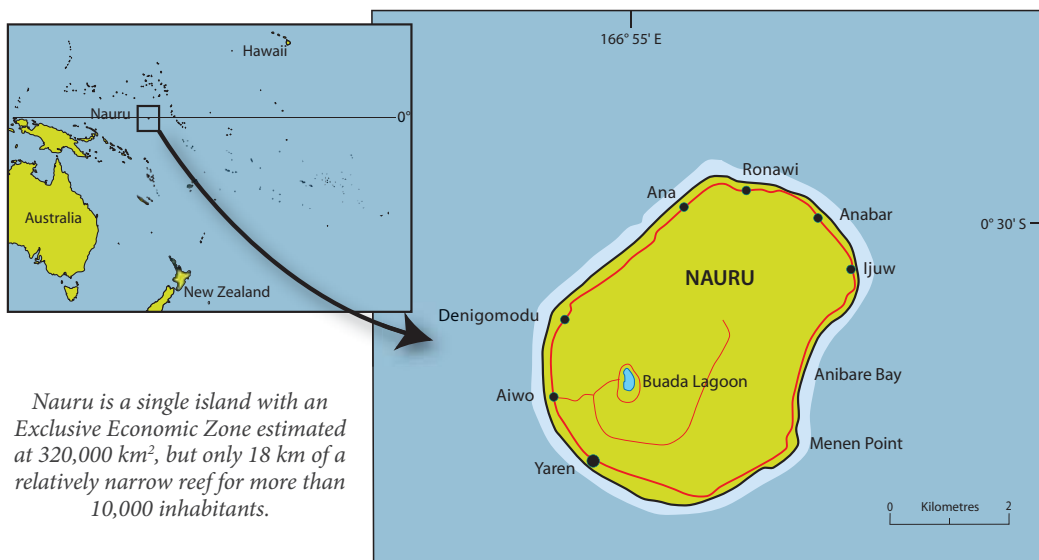 Hawaii
Nauru
0°
Australia
New Zealand
Nauru is a single island with an
Exclusive Economic Zone estimated
at 320,000 km², but only 18 km of a
relatively narrow reef for more than
10,000 inhabitants.
166° 55' E
Ronawi
Ana
Anabar
0° 30' S
Ijuw
NAURU
Denigomodu
Buada Lagoon
Anibare Bay
Aiwo
Menen Point
Yaren
0 Kilometres 2